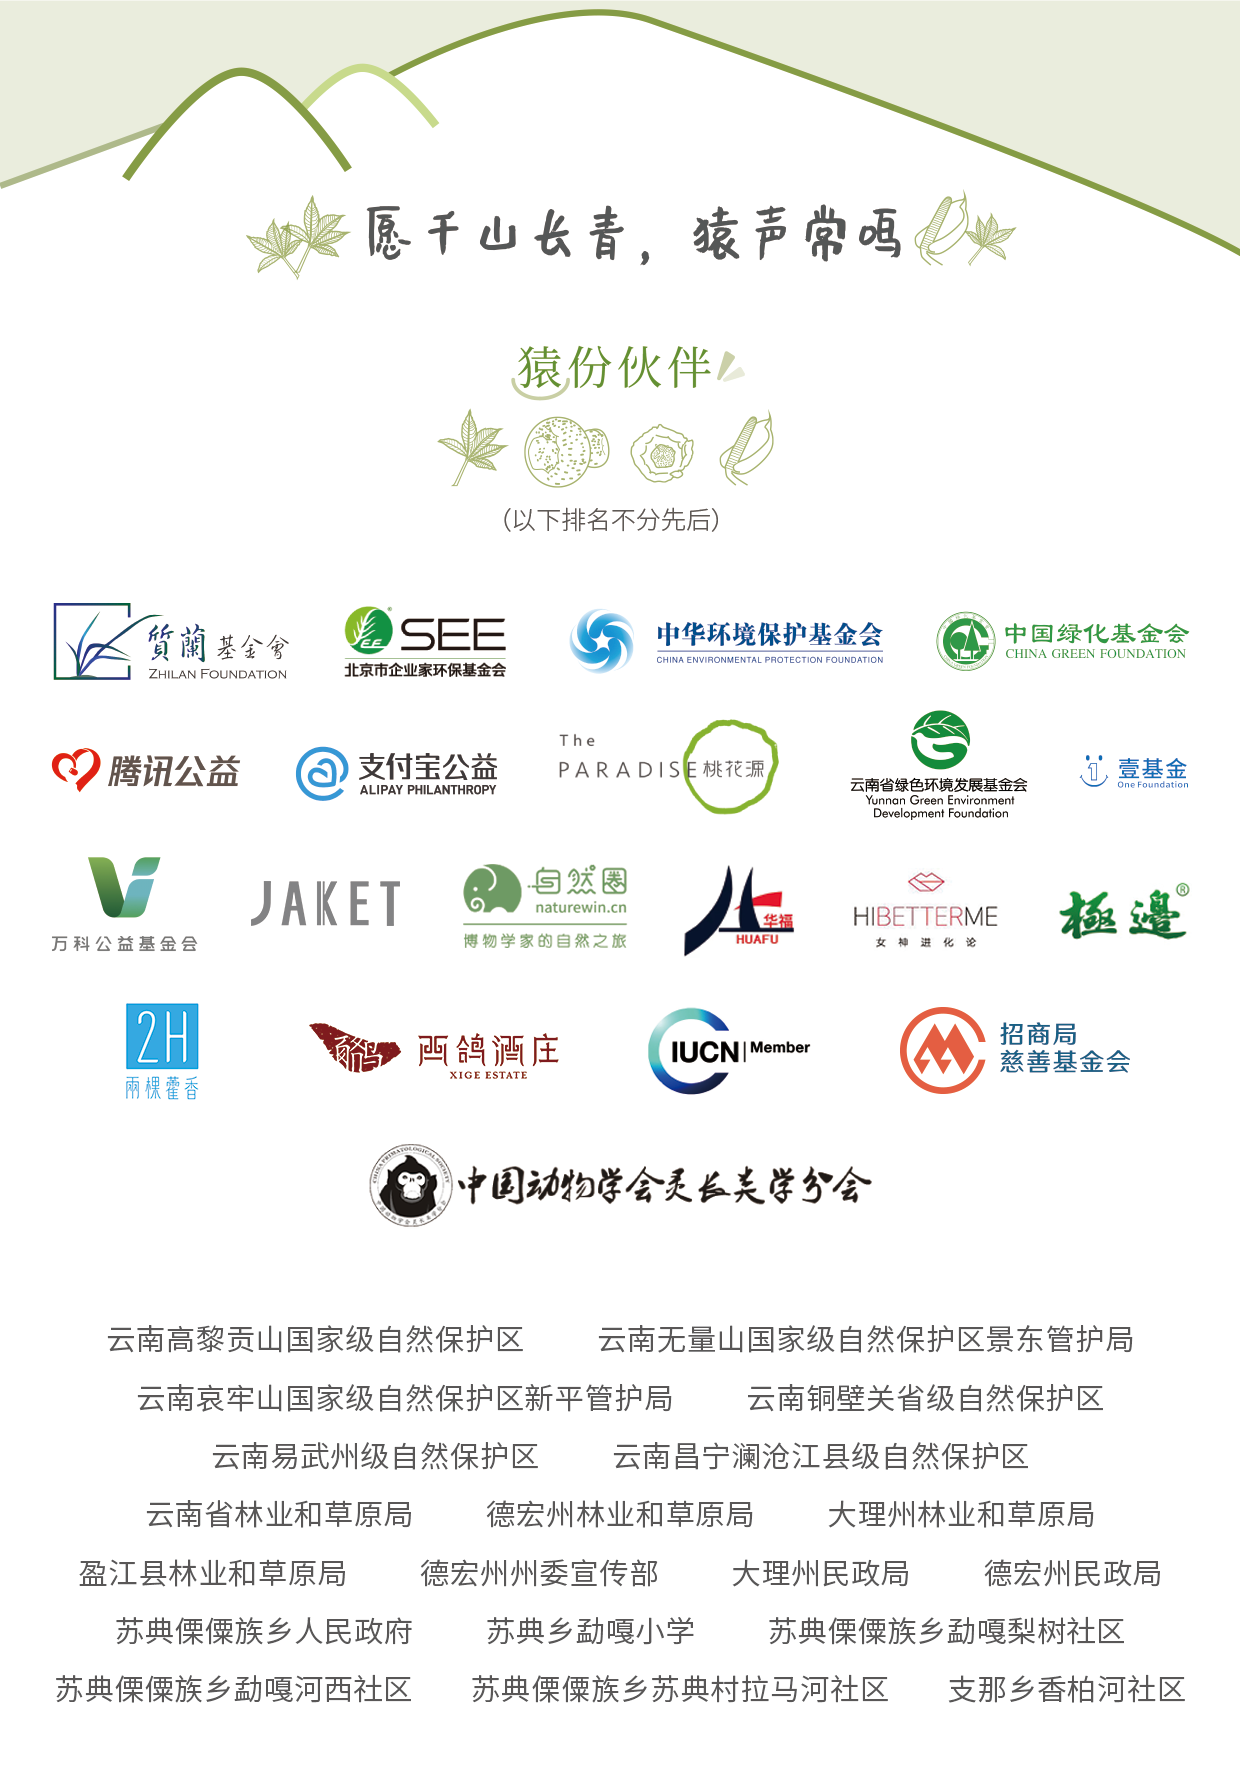 愿千山长青，猿声常鸣
猿份伙伴
（以下排名不分先后）
質蘭基金會
ZHILAN FOUNDATION
SEE
北京市企业家环保基金会
中华环境保护基金会
CHINA ENVIRONMENTAL PROTECTION FOUNDATION
中国绿化基金会
CHINA GREEN FOUNDATION
腾讯公益
支付宝公益
ALIPAY PHILANTHROPY
The
PARADISE 桃花源
云南省绿色环境发展基金会
Yunnan Green Environment
Development Foundation
壹基金
One Foundation
万科公益基金会
JAKET
自然圈
naturewin.cn
博物学家的自然之旅
华福
HUAFU
HIBETTERME
女神进化论
極邊®
2H
兩棵藿香
西鸽酒庄
XIGE ESTATE
IUCN Member
招商局
慈善基金会
CHINA PRIMATOLOGICAL SOCIETY
中国动物学会灵长类学分会
云南高黎贡山国家级自然保护区 云南无量山国家级自然保护区景东管护局
云南哀牢山国家级自然保护区新平管护局 云南铜壁关省级自然保护区
云南易武州级自然保护区 云南昌宁澜沧江县级自然保护区
云南省林业和草原局 德宏州林业和草原局 大理州林业和草原局
盈江县林业和草原局 德宏州州委宣传部 大理州民政局 德宏州民政局
苏典傈僳族乡人民政府 苏典乡勐嘎小学 苏典傈僳族乡勐嘎梨树社区
苏典傈僳族乡勐嘎河西社区 苏典傈僳族乡苏典村拉马河社区 支那乡香柏河社区